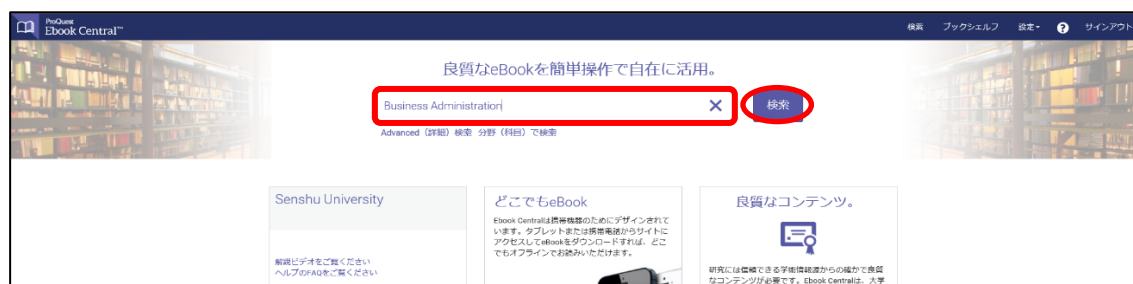 ProQuest
Ebook Central™
検索 ブックシェルフ 設定 ? サインアウト
良質なeBookを簡単操作で自在に活用。
Business Administration
検索
Advanced（詳細）検索 分野（科目）で検索
Senshu University
解説ビデオをご覧ください
ヘルプのFAQをご覧ください
どこでもeBook
Ebook Centralは携帯機器のためにデザインされて
います。タブレットまたは携帯電話からサイトに
アクセスしてeBookをダウンロードすれば、どこ
でもオフラインでお読みいただけます。
良質なコンテンツ。
研究には信頼できる学術情報源からの確かで良質
なコンテンツが必要です。Ebook Centralは、大学